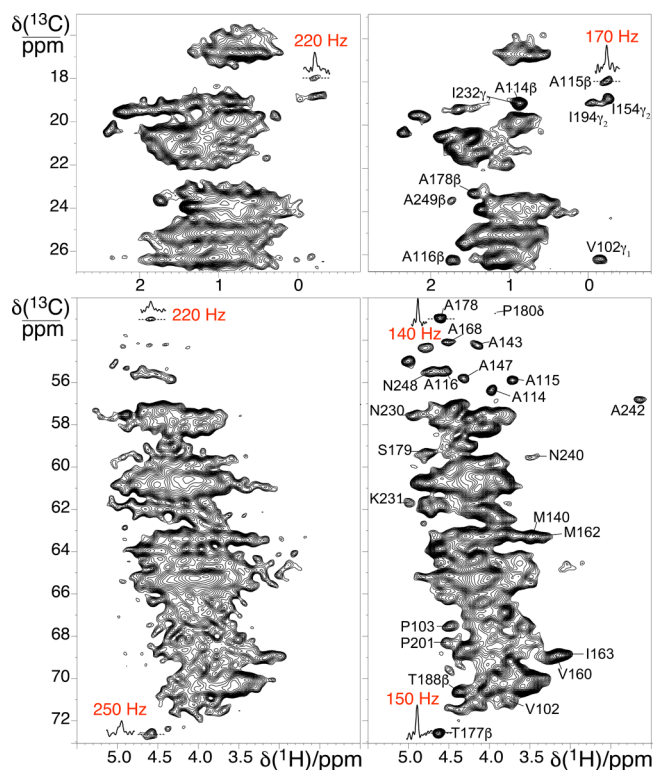 δ(¹³C)
ppm
220 Hz
170 Hz
18
20
22
24
26
A115β
I232γ₂
A114β
I194γ₂
I154γ₂
A178β
A249β
A116β
V102γ₁
2 1 0
2 1 0
δ(¹³C)
ppm
220 Hz
140 Hz
A178
P180δ
A168
A143
56
58
60
62
64
66
68
70
72
A147
N248
A116
A115
A114
N230
A242
S179
N240
K231
M140
M162
P103
P201
I163
V160
T188β
V102
250 Hz
150 Hz
T177β
5.0 4.5 4.0 3.5
δ(¹H)/ppm
5.0 4.5 4.0 3.5
δ(¹H)/ppm